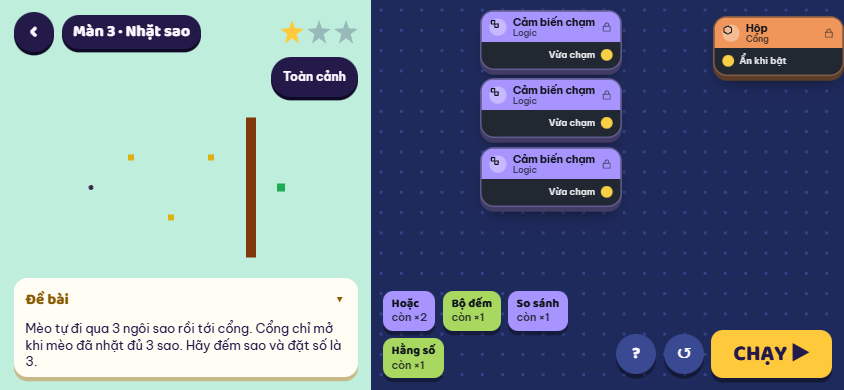 Màn 3 · Nhặt sao
Toàn cảnh
Đề bài
Mèo tự đi qua 3 ngôi sao rồi tới cổng. Cổng chỉ mở
khi mèo đã nhặt đủ 3 sao. Hãy đếm sao và đặt số là
3.
Cảm biến chạm
Logic
Vừa chạm
Cảm biến chạm
Logic
Vừa chạm
Cảm biến chạm
Logic
Vừa chạm
Hộp
Cổng
Ẩn khi bật
Hoặc
còn ×2
Bộ đếm
còn ×1
So sánh
còn ×1
Hằng số
còn ×1
?
CHẠY